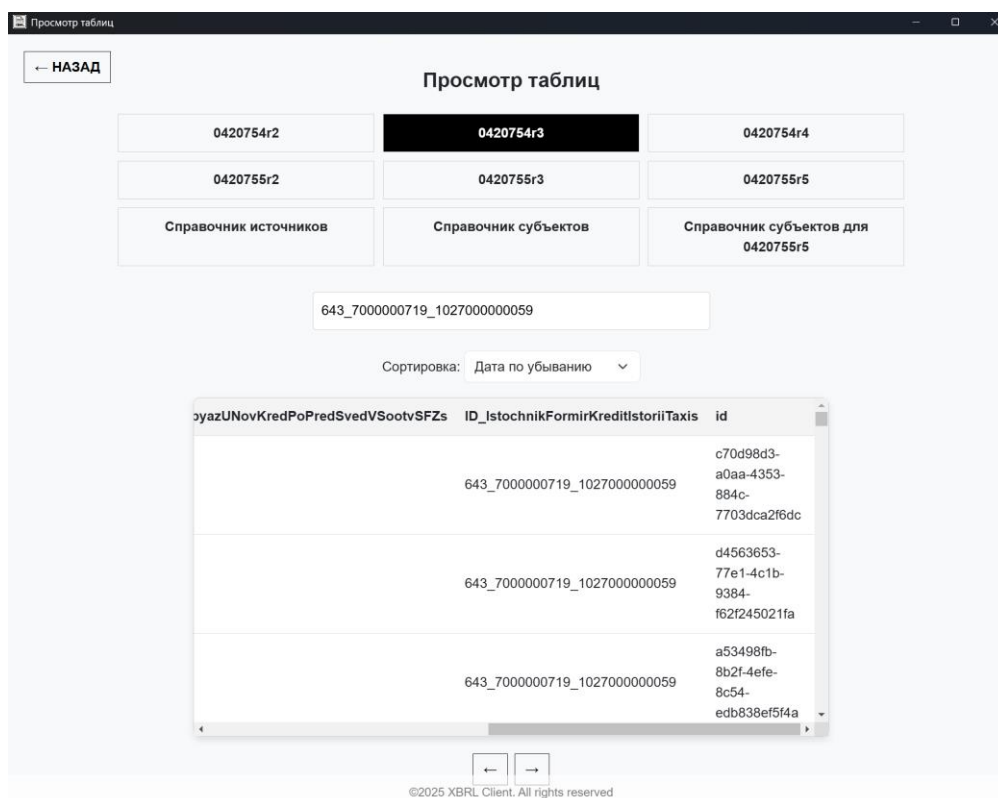 Просмотр таблиц
← НАЗАД
Просмотр таблиц
0420754r2
0420754r3
0420754r4
0420755r2
0420755r3
0420755r5
Справочник источников
Справочник субъектов
Справочник субъектов для
0420755r5
643_7000000719_1027000000059
Сортировка: Дата по убыванию
oyazUNovKredPoPredSvedVSootvSFZs ID_IstochnikFormirKreditIstoriiTaxis id
643_7000000719_1027000000059
c70d98d3-
a0aa-4353-
884c-
7703dca2f6dc
643_7000000719_1027000000059
d4563653-
77e1-4c1b-
9384-
f62f245021fa
643_7000000719_1027000000059
a53498fb-
8b2f-4efe-
8c54-
edb838ef5f4a
← →
©2025 XBRL Client. All rights reserved